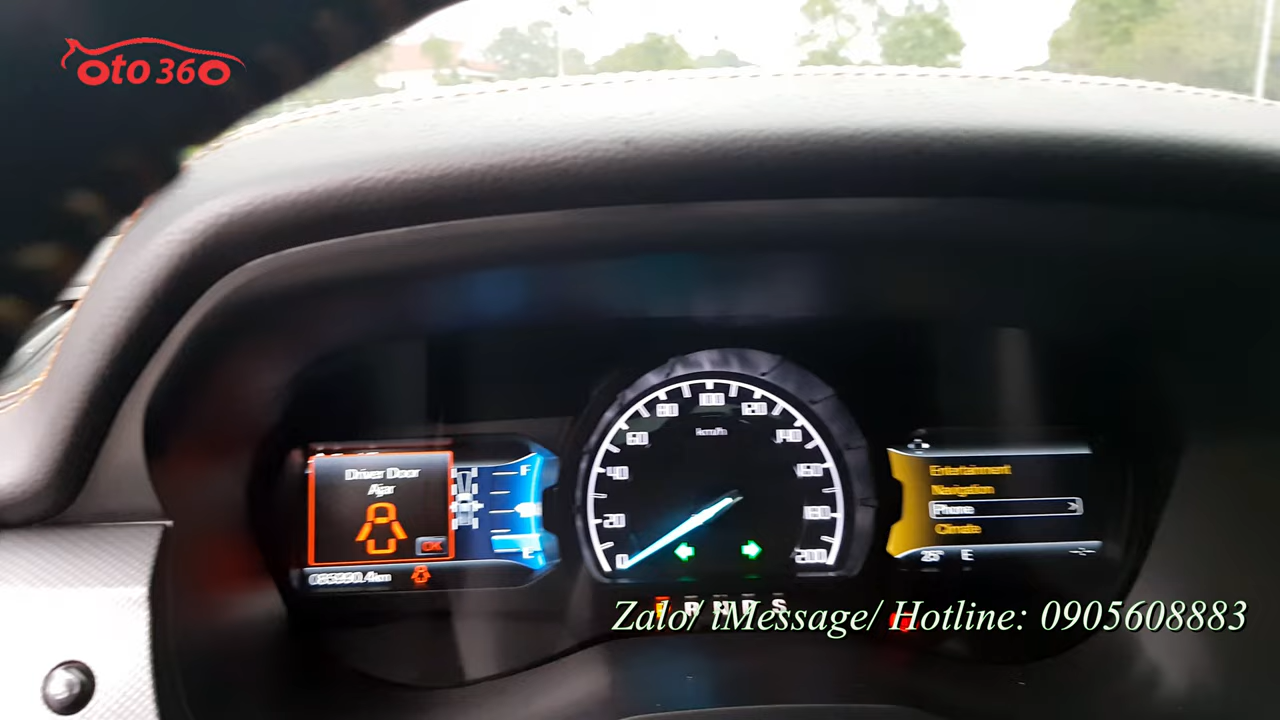 oto360
Driver Door
Ajar
OK
F
E
0
20
40
60
80
100
120
140
160
180
200
km/h
Entertainment
Navigation
Phone
Climate
25° E
R N D S
Zalo/ iMessage/ Hotline: 0905608883